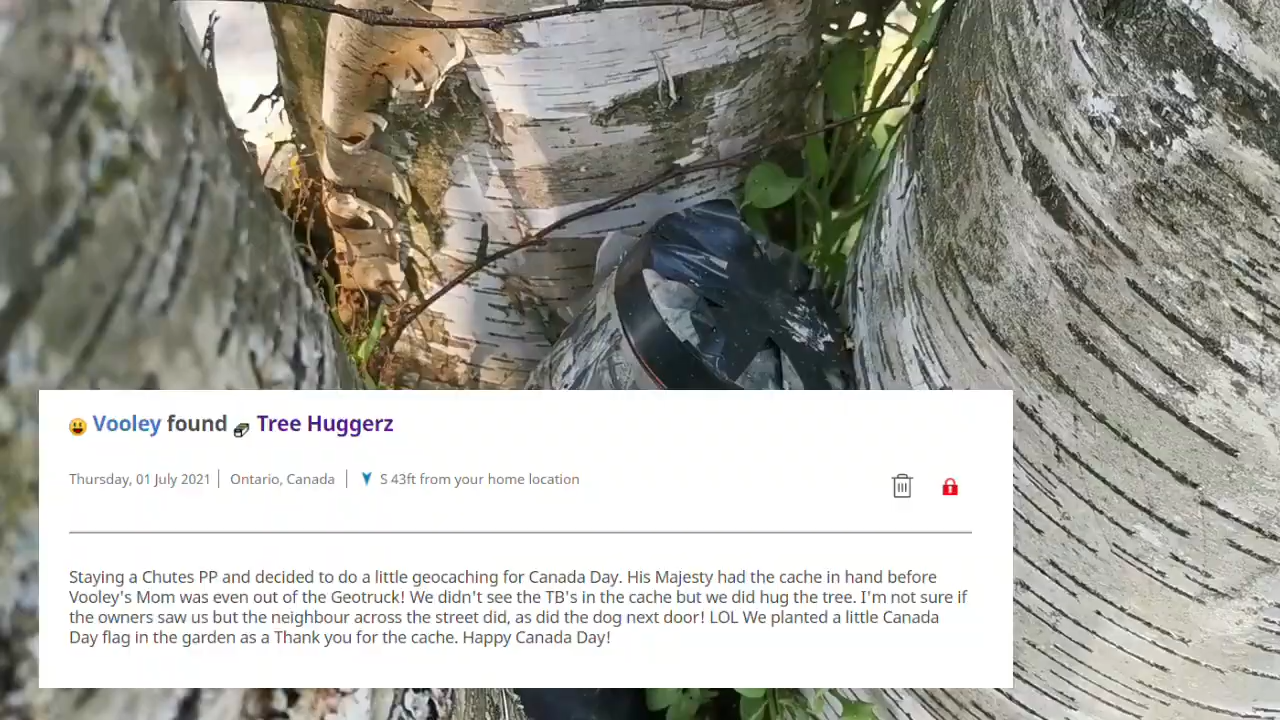 Vooley found Tree Huggerz
Thursday, 01 July 2021 Ontario, Canada S 43ft from your home location
Staying a Chutes PP and decided to do a little geocaching for Canada Day. His Majesty had the cache in hand before
Vooley's Mom was even out of the Geotruck! We didn't see the TB's in the cache but we did hug the tree. I'm not sure if
the owners saw us but the neighbour across the street did, as did the dog next door! LOL We planted a little Canada
Day flag in the garden as a Thank you for the cache. Happy Canada Day!